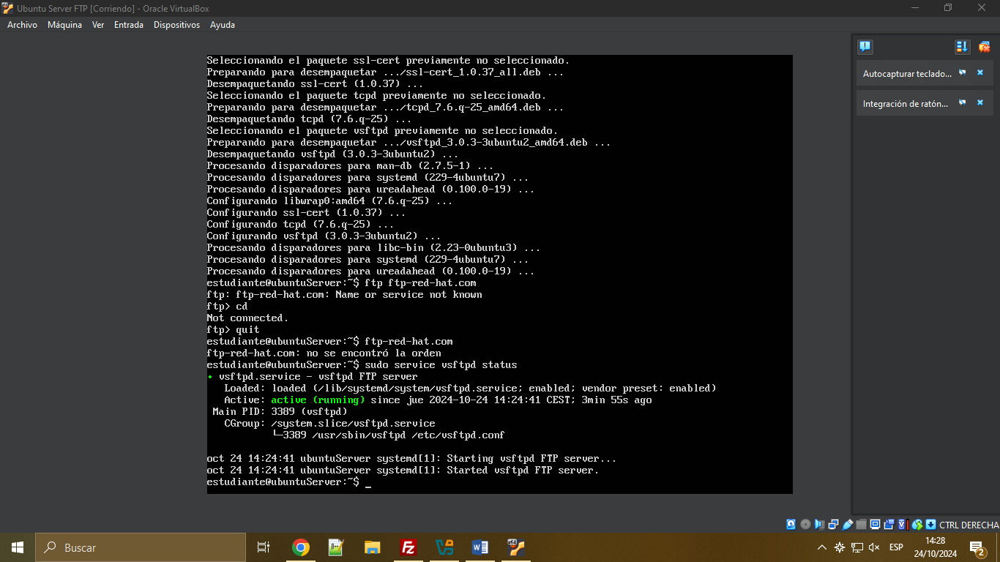 Ubuntu Server FTP [Corriendo] - Oracle VirtualBox
Archivo Máquina Ver Entrada Dispositivos Ayuda
Autocapturar teclado...
Integración de ratón...
Seleccionando el paquete ssl-cert previamente no seleccionado.
Preparando para desempaquetar .../ssl-cert_1.0.37_all.deb ...
Desempaquetando ssl-cert (1.0.37) ...
Seleccionando el paquete tcpd previamente no seleccionado.
Preparando para desempaquetar .../tcpd_7.6.q-25_amd64.deb ...
Desempaquetando tcpd (7.6.q-25) ...
Seleccionando el paquete vsftpd previamente no seleccionado.
Preparando para desempaquetar .../vsftpd_3.0.3-3ubuntu2_amd64.deb ...
Desempaquetando vsftpd (3.0.3-3ubuntu2) ...
Procesando disparadores para man-db (2.7.5-1) ...
Procesando disparadores para systemd (229-4ubuntu7) ...
Procesando disparadores para ureadahead (0.100.0-19) ...
Configurando libwrap0:amd64 (7.6.q-25) ...
Configurando ssl-cert (1.0.37) ...
Configurando tcpd (7.6.q-25) ...
Configurando vsftpd (3.0.3-3ubuntu2) ...
Procesando disparadores para libc-bin (2.23-0ubuntu3) ...
Procesando disparadores para systemd (229-4ubuntu7) ...
Procesando disparadores para ureadahead (0.100.0-19) ...
estudiante@ubuntuServer:~$ ftp ftp-red-hat.com
ftp: ftp-red-hat.com: Name or service not known
ftp> cd
Not connected.
ftp> quit
estudiante@ubuntuServer:~$ ftp-red-hat.com
ftp-red-hat.com: no se encontró la orden
estudiante@ubuntuServer:~$ sudo service vsftpd status
• vsftpd.service - vsftpd FTP server
Loaded: loaded (/lib/systemd/system/vsftpd.service; enabled; vendor preset: enabled)
Active: active (running) since jue 2024-10-24 14:24:41 CEST; 3min 55s ago
Main PID: 3389 (vsftpd)
CGroup: /system.slice/vsftpd.service
└─3389 /usr/sbin/vsftpd /etc/vsftpd.conf
oct 24 14:24:41 ubuntuServer systemd[1]: Starting vsftpd FTP server...
oct 24 14:24:41 ubuntuServer systemd[1]: Started vsftpd FTP server.
estudiante@ubuntuServer:~$ _
CTRL DERECHA
Buscar
ESP
14:28
24/10/2024
2